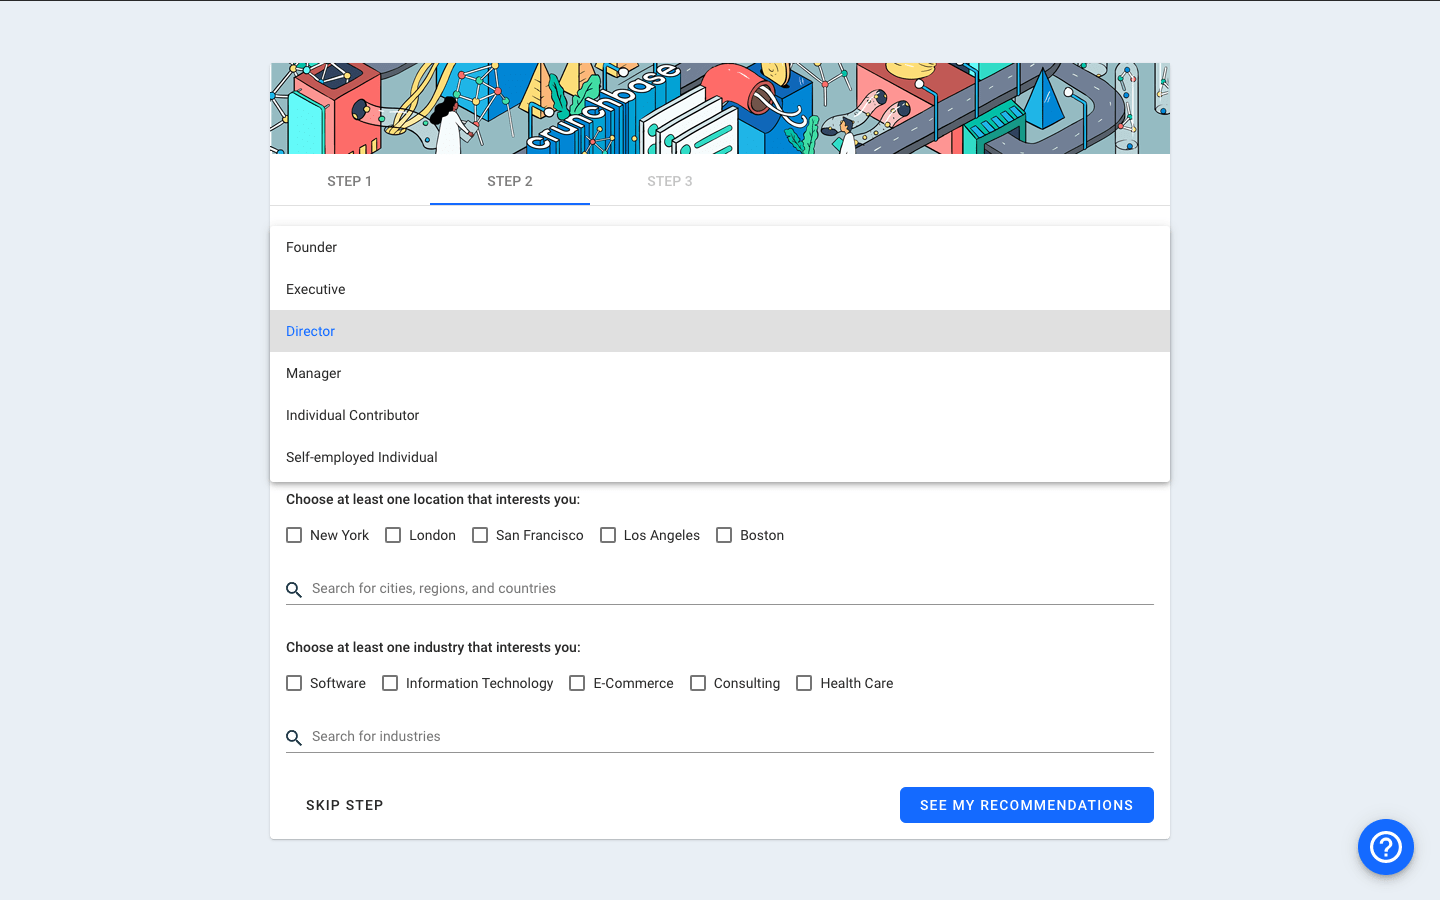 crunchbase
STEP 1 STEP 2 STEP 3
Founder
Executive
Director
Manager
Individual Contributor
Self-employed Individual
Choose at least one location that interests you:
New York London San Francisco Los Angeles Boston
Search for cities, regions, and countries
Choose at least one industry that interests you:
Software Information Technology E-Commerce Consulting Health Care
Search for industries
SKIP STEP SEE MY RECOMMENDATIONS